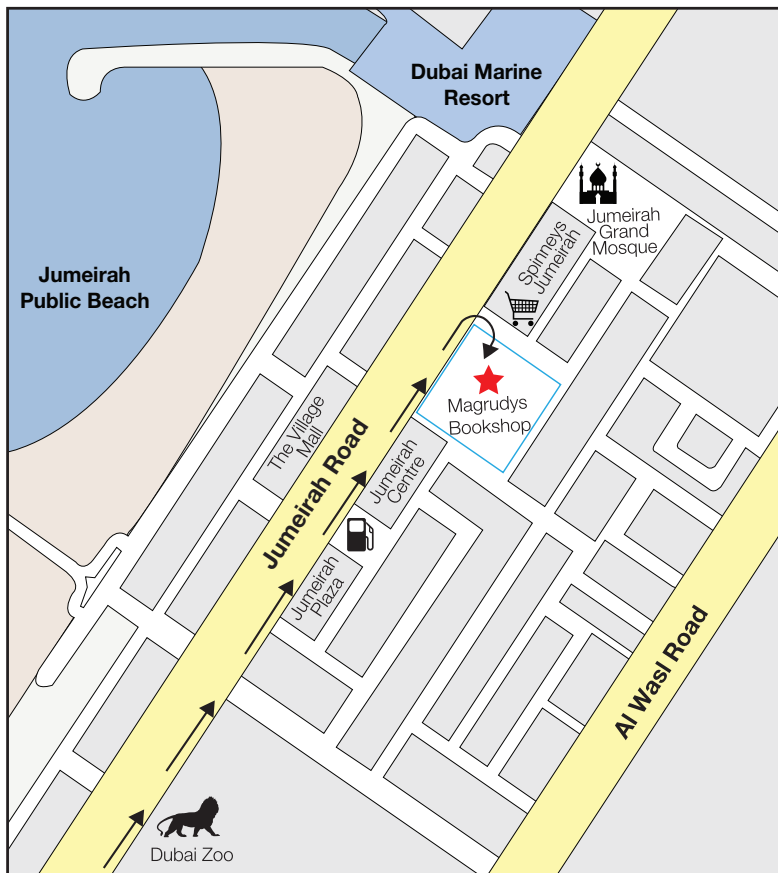 Dubai Marine
Resort
Jumeirah
Grand
Mosque
Spinneys
Jumeirah
Jumeirah
Public Beach
Magrudys
Bookshop
The Village
Mall
Jumeirah Road
Jumeirah
Centre
Jumeirah
Plaza
Al Wasl Road
Dubai Zoo